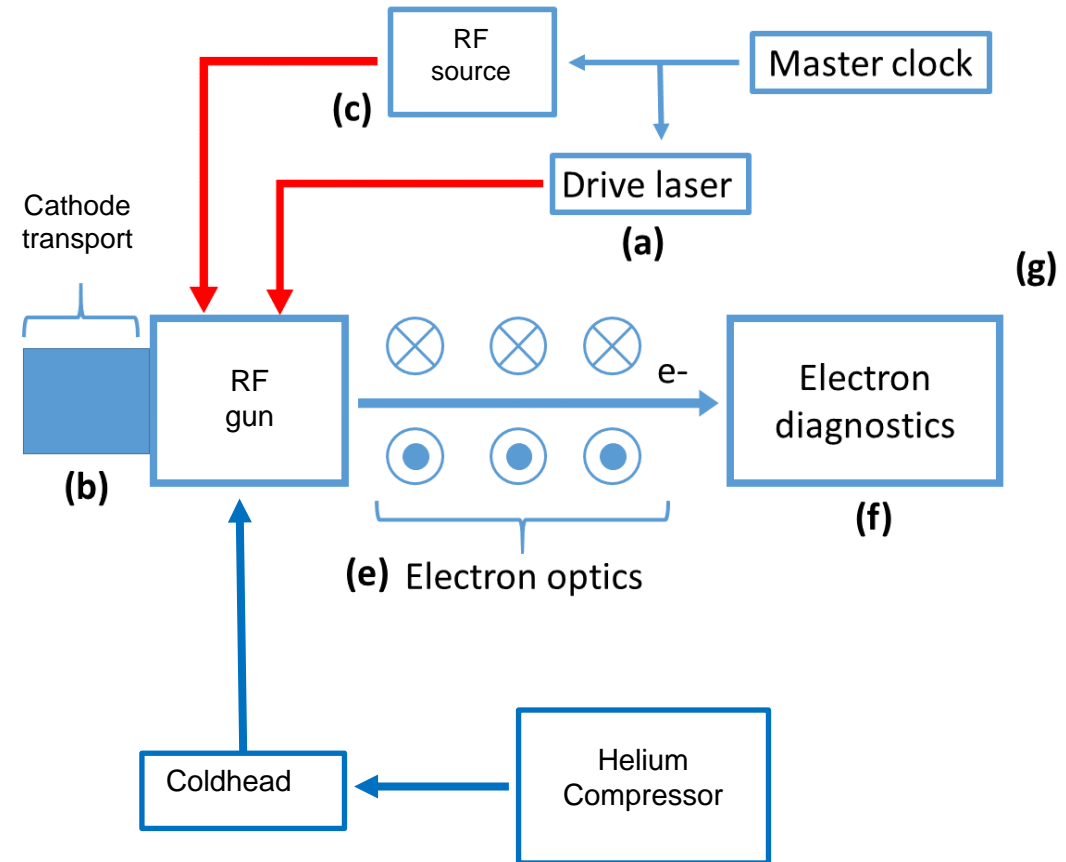 RF
source
(c)
Master clock
Drive laser
(a)
Cathode
transport
(g)
RF
gun
(b)
e-
Electron
diagnostics
(f)
(e) Electron optics
Coldhead
Helium
Compressor